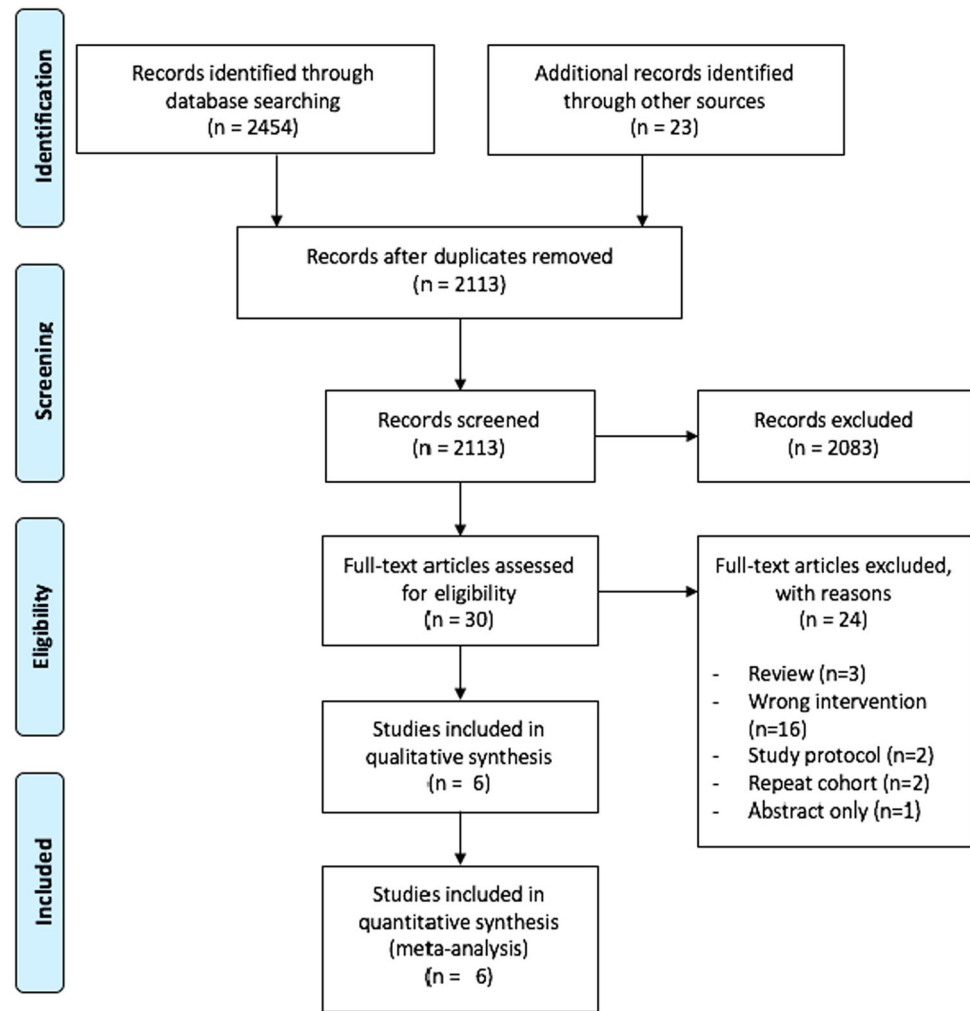 Identification
Records identified through
database searching
(n = 2454)
Additional records identified
through other sources
(n = 23)
Records after duplicates removed
(n = 2113)
Screening
Records screened
(n = 2113)
Records excluded
(n = 2083)
Eligibility
Full-text articles assessed
for eligibility
(n = 30)
Full-text articles excluded,
with reasons
(n = 24)
- Review (n=3)
- Wrong intervention
(n=16)
- Study protocol (n=2)
- Repeat cohort (n=2)
- Abstract only (n=1)
Studies included in
qualitative synthesis
(n = 6)
Included
Studies included in
quantitative synthesis
(meta-analysis)
(n = 6)